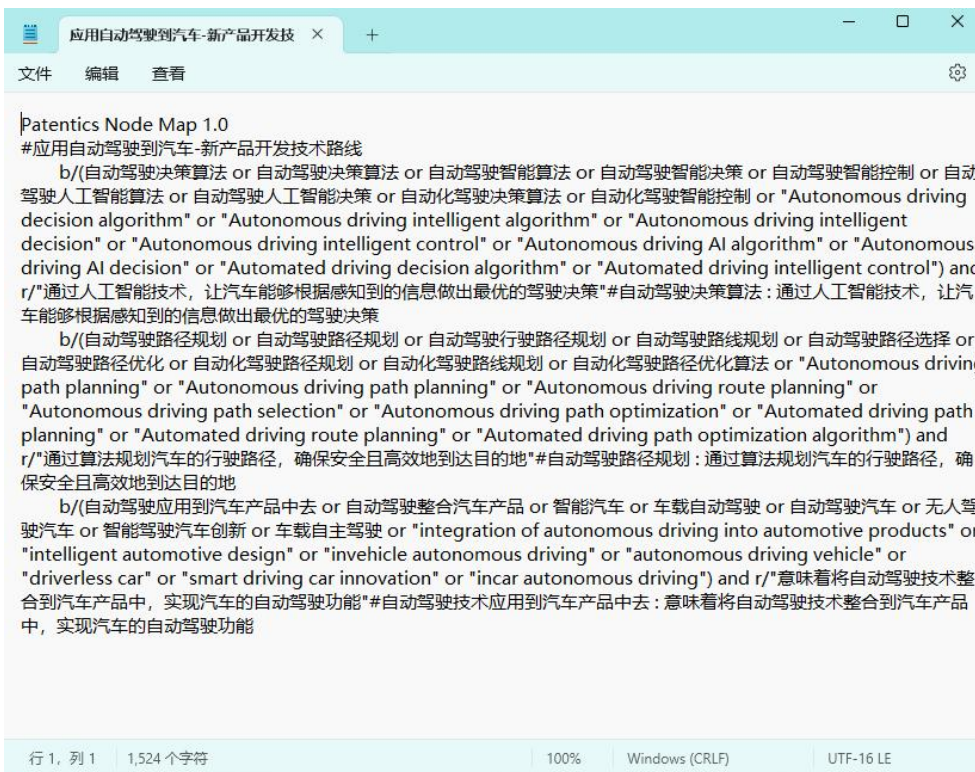 应用自动驾驶到汽车-新产品开发技
文件 编辑 查看
Patentics Node Map 1.0
#应用自动驾驶到汽车-新产品开发技术路线
b/(自动驾驶决策算法 or 自动驾驶决策算法 or 自动驾驶智能算法 or 自动驾驶智能决策 or 自动驾驶智能控制 or 自动
驾驶人工智能算法 or 自动驾驶人工智能决策 or 自动化驾驶决策算法 or 自动化驾驶智能控制 or "Autonomous driving
decision algorithm" or "Autonomous driving intelligent algorithm" or "Autonomous driving intelligent
decision" or "Autonomous driving intelligent control" or "Autonomous driving AI algorithm" or "Autonomous
driving AI decision" or "Automated driving decision algorithm" or "Automated driving intelligent control") and
r/"通过人工智能技术，让汽车能够根据感知到的信息做出最优的驾驶决策"#自动驾驶决策算法 : 通过人工智能技术，让汽
车能够根据感知到的信息做出最优的驾驶决策
b/(自动驾驶路径规划 or 自动驾驶路径规划 or 自动驾驶行驶路径规划 or 自动驾驶路线规划 or 自动驾驶路径选择 or
自动驾驶路径优化 or 自动化驾驶路径规划 or 自动化驾驶路线规划 or 自动化驾驶路径优化算法 or "Autonomous driving
path planning" or "Autonomous driving path planning" or "Autonomous driving route planning" or
"Autonomous driving path selection" or "Autonomous driving path optimization" or "Automated driving path
planning" or "Automated driving route planning" or "Automated driving path optimization algorithm") and
r/"通过算法规划汽车的行驶路径，确保安全且高效地到达目的地"#自动驾驶路径规划 : 通过算法规划汽车的行驶路径，确
保安全且高效地到达目的地
b/(自动驾驶应用到汽车产品中去 or 自动驾驶整合汽车产品 or 智能汽车 or 车载自动驾驶 or 自动驾驶汽车 or 无人驾
驶汽车 or 智能驾驶汽车创新 or 车载自主驾驶 or "integration of autonomous driving into automotive products" or
"intelligent automotive design" or "invehicle autonomous driving" or "autonomous driving vehicle" or
"driverless car" or "smart driving car innovation" or "incar autonomous driving") and r/"意味着将自动驾驶技术整
合到汽车产品中，实现汽车的自动驾驶功能"#自动驾驶技术应用到汽车产品中去 : 意味着将自动驾驶技术整合到汽车产品
中，实现汽车的自动驾驶功能
行 1，列 1 1,524 个字符 100% Windows (CRLF) UTF-16 LE